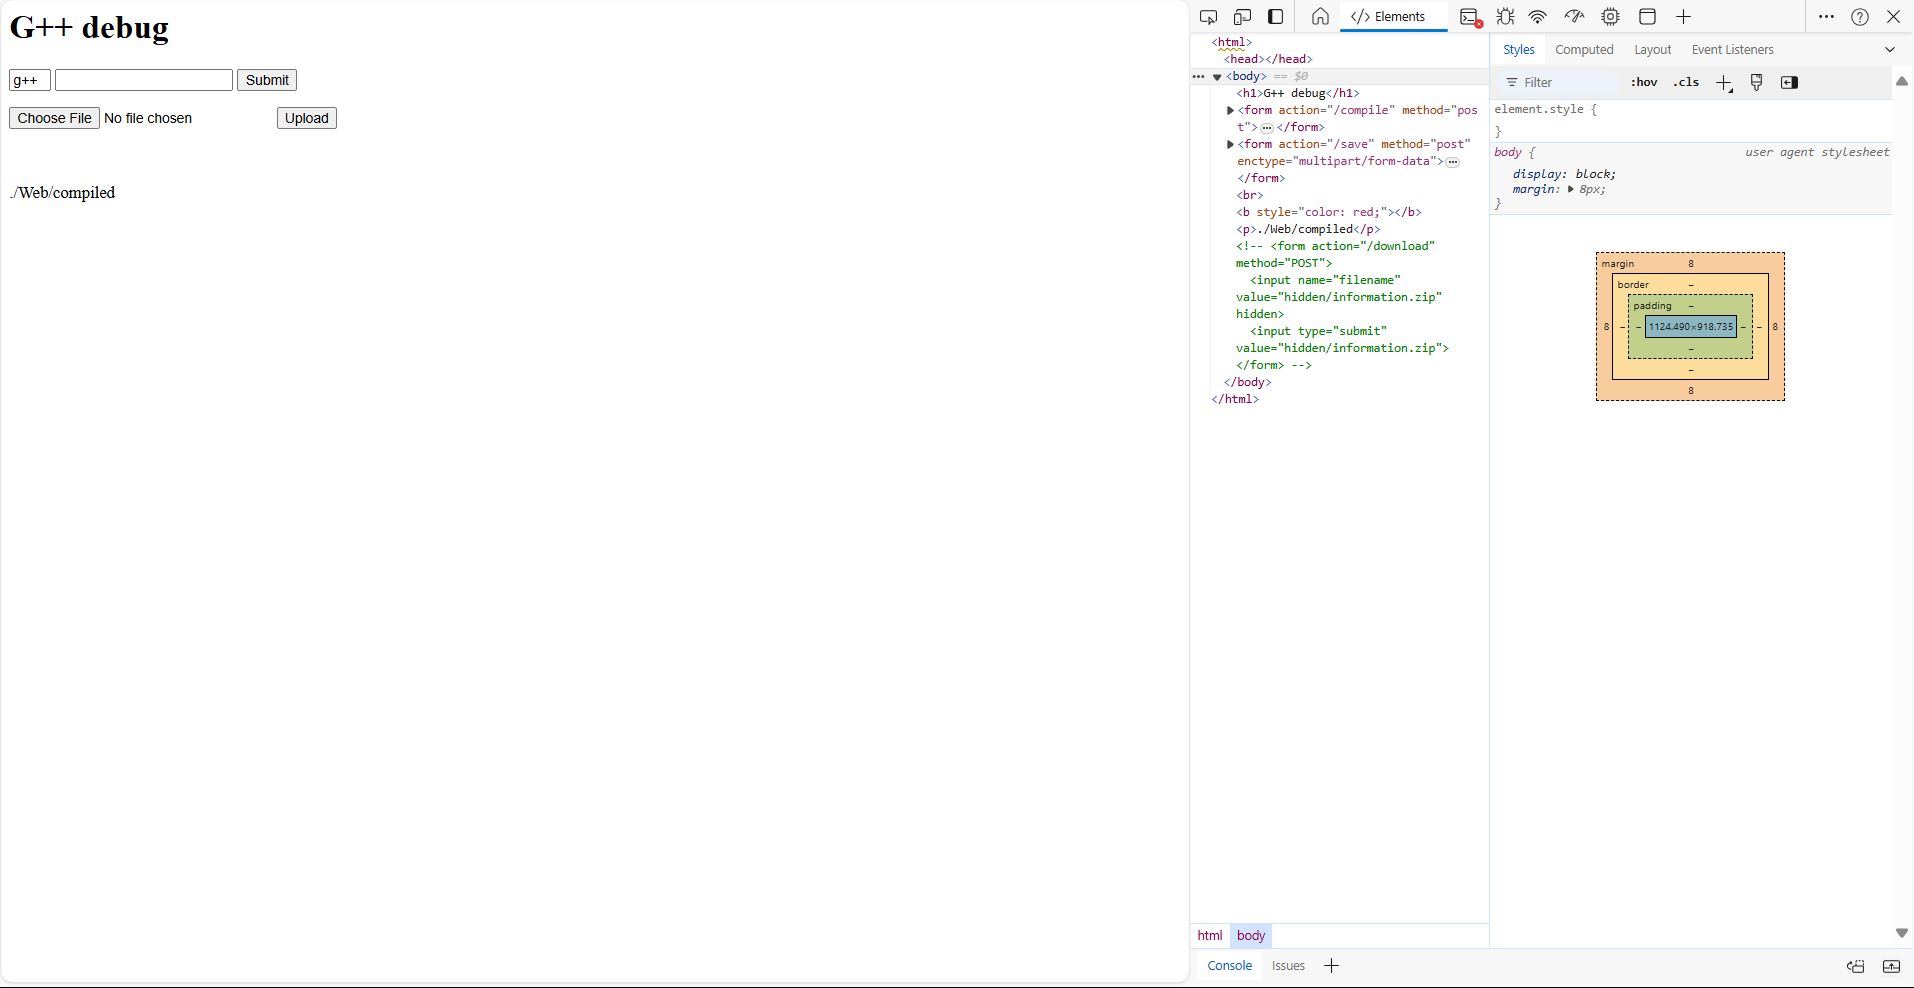 G++ debug
g++ Submit
Choose File No file chosen Upload
./Web/compiled
Elements
<html>
<head></head>
<body> == $0
<h1>G++ debug</h1>
<form action="/compile" method="pos
t">…</form>
<form action="/save" method="post"
enctype="multipart/form-data">…
</form>
<br>
<b style="color: red;"></b>
<p>./Web/compiled</p>
<!-- <form action="/download"
method="POST">
<input name="filename"
value="hidden/information.zip"
hidden>
<input type="submit"
value="hidden/information.zip">
</form> -->
</body>
</html>
html body
Styles Computed Layout Event Listeners
Filter :hov .cls
element.style {
}
body { user agent stylesheet
display: block;
margin: 8px;
}
margin 8
border –
padding –
8 – – 1124.490×918.735 – – 8
–
–
8
Console Issues